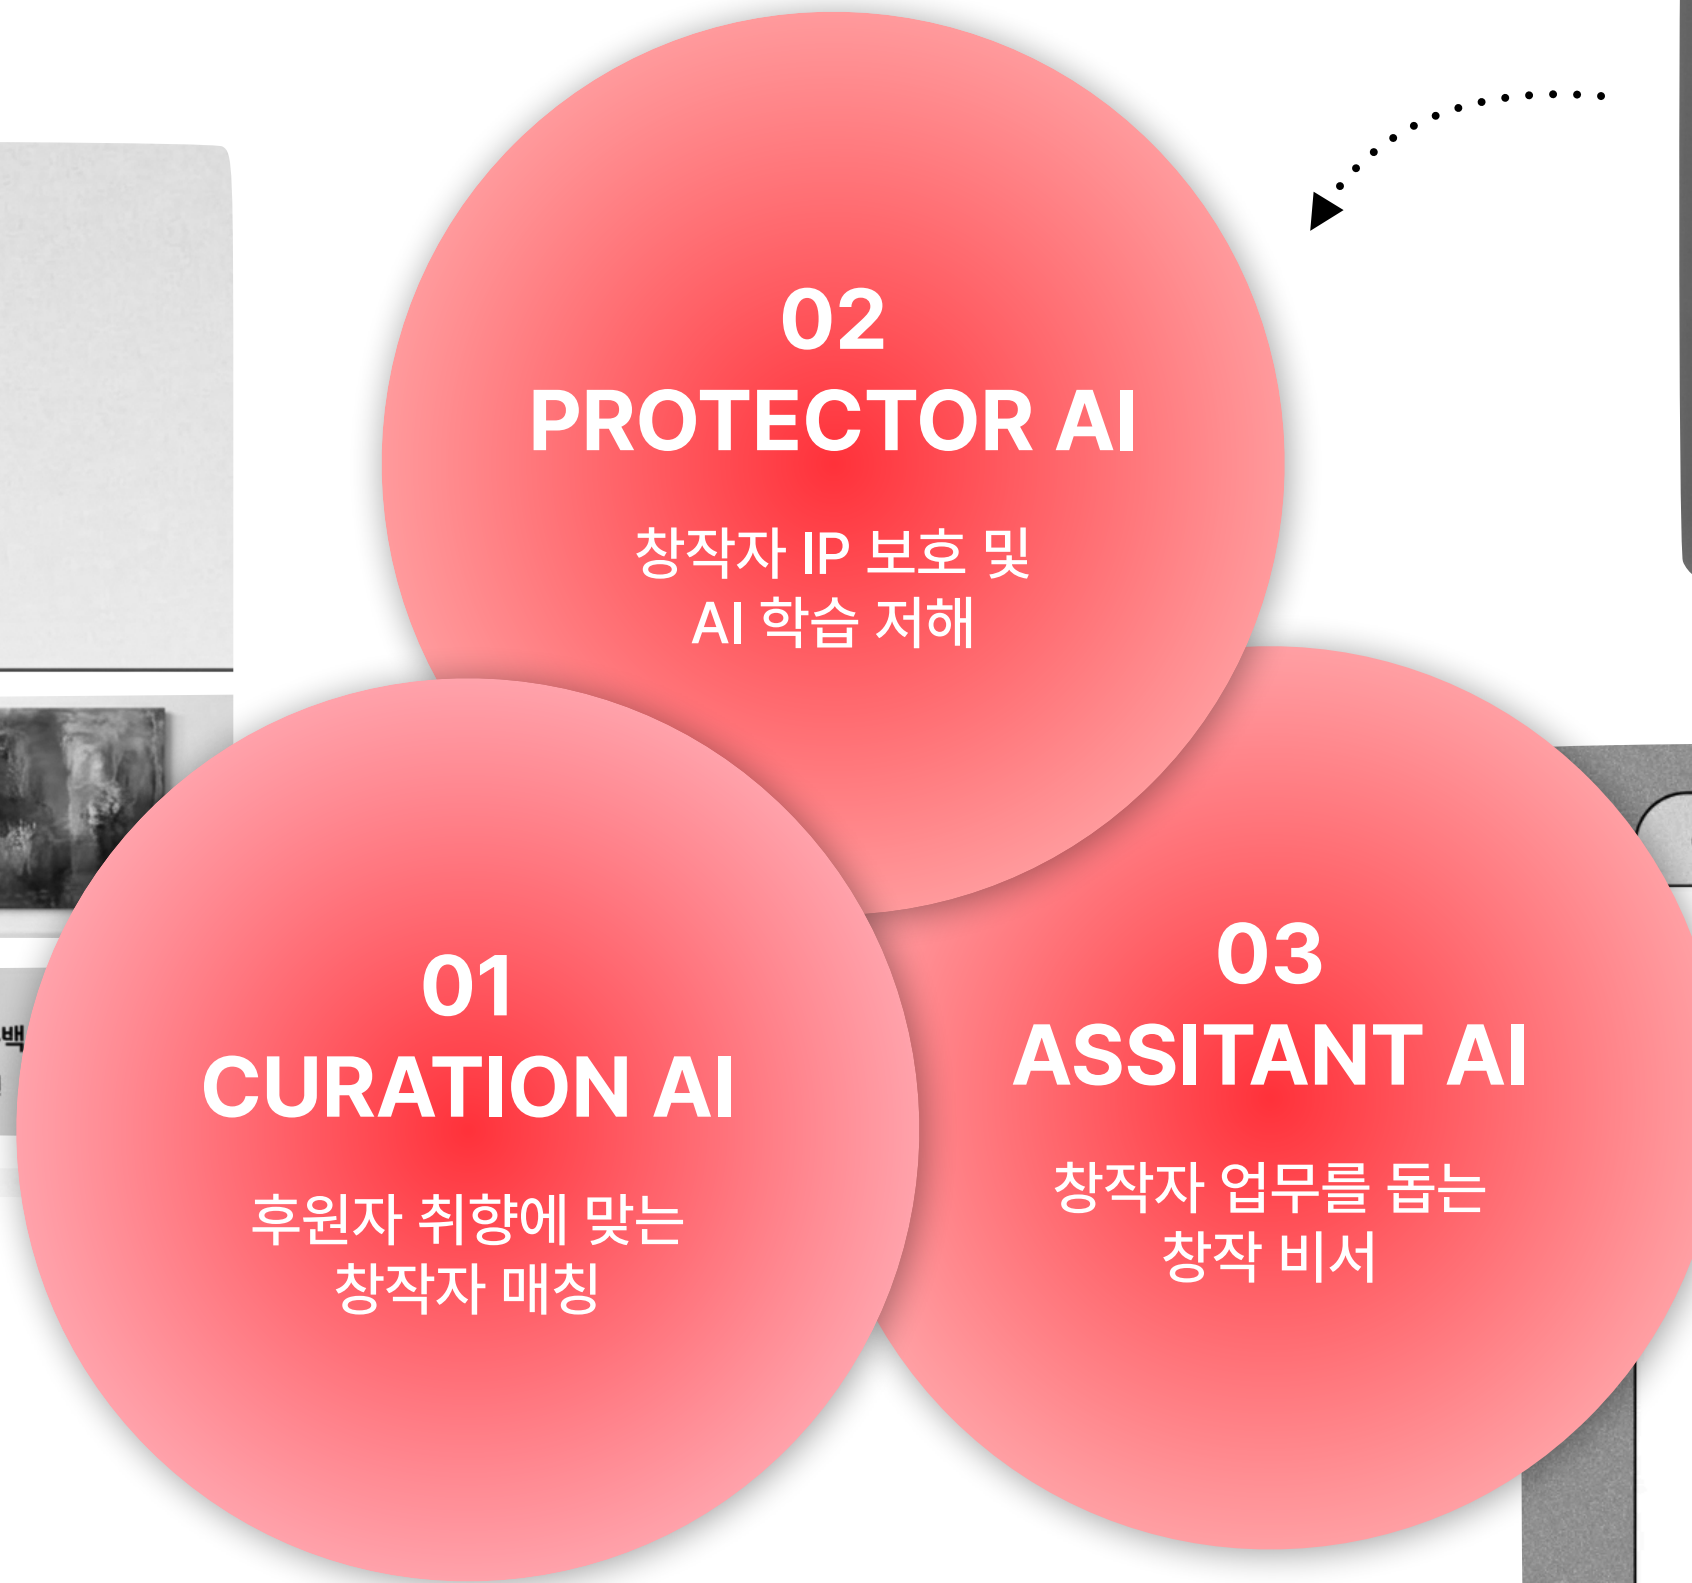 02
PROTECTOR AI
창작자 IP 보호 및
AI 학습 저해
01
CURATION AI
후원자 취향에 맞는
창작자 매칭
03
ASSITANT AI
창작자 업무를 돕는
창작 비서
백